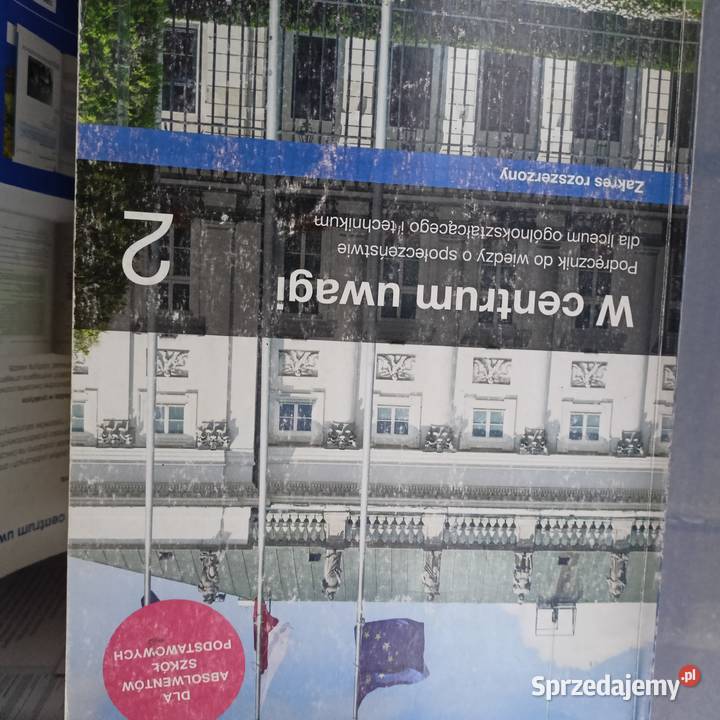 W centrum uwagi
Podręcznik do wiedzy o społeczeństwie
dla liceum ogólnokształcącego i technikum
2
Zakres rozszerzony
DLA
ABSOLWENTÓW
SZKÓŁ
PODSTAWOWYCH
centrum uw
Sprzedajemy.pl